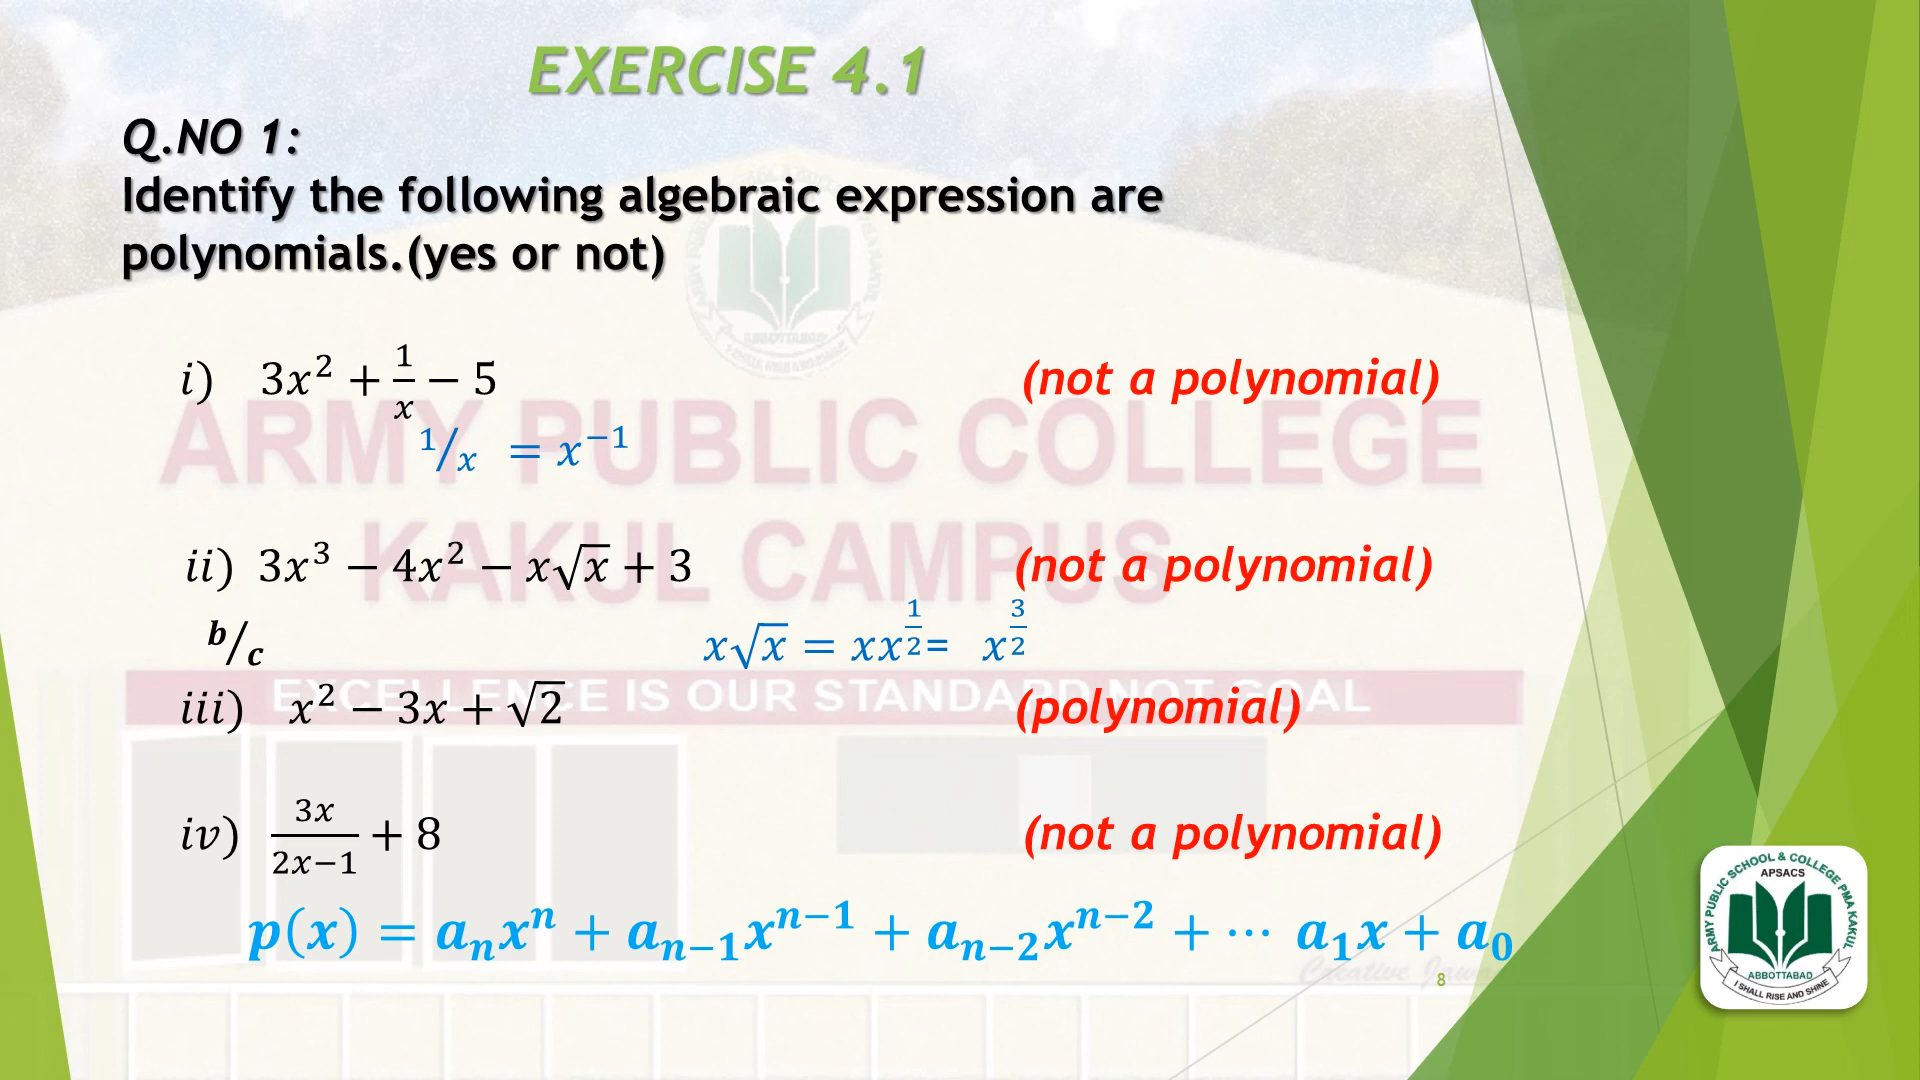 EXERCISE 4.1
Q.NO 1:
Identify the following algebraic expression are
polynomials.(yes or not)
i) 3x² + 1/x − 5 (not a polynomial)
1/x = x⁻¹
ARMY PUBLIC COLLEGE
KAKUL CAMPUS
ii) 3x³ − 4x² − x√x + 3 (not a polynomial)
b/c x√x = xx^(1/2) = x^(3/2)
EXCELLENCE IS OUR STANDARD NOT GOAL
iii) x² − 3x + √2 (polynomial)
iv) 3x/(2x−1) + 8 (not a polynomial)
p(x) = aₙxⁿ + aₙ₋₁xⁿ⁻¹ + aₙ₋₂xⁿ⁻² + ⋯ a₁x + a₀
8
ARMY PUBLIC SCHOOL & COLLEGE PMA KAKUL
APSACS
ABBOTTABAD
I SHALL RISE AND SHINE